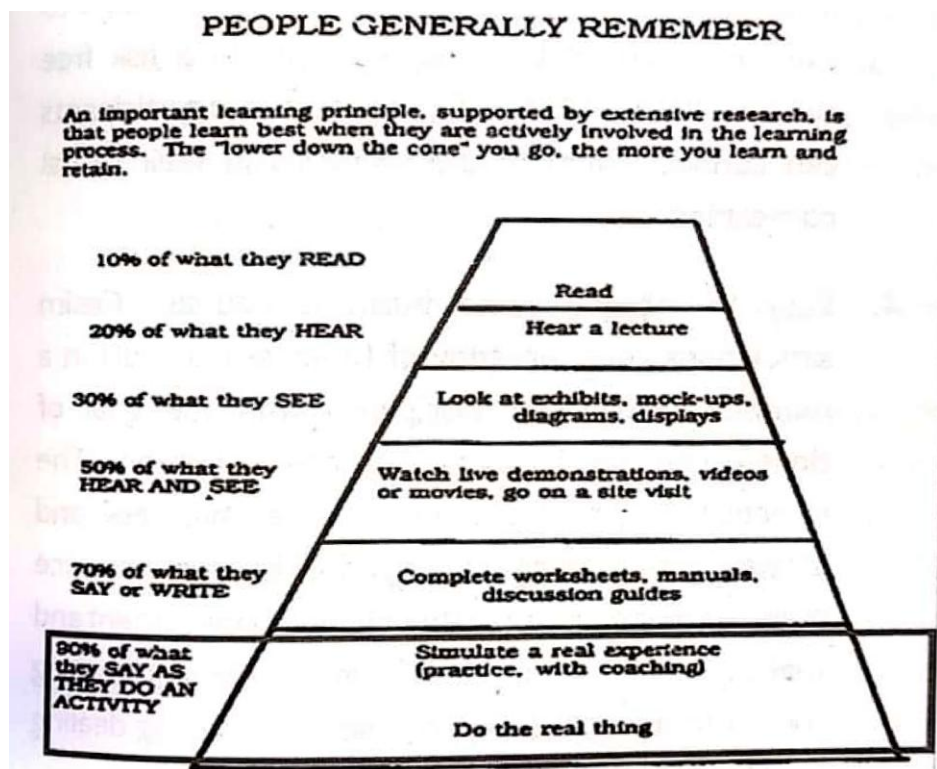 PEOPLE GENERALLY REMEMBER
An important learning principle, supported by extensive research, is
that people learn best when they are actively involved in the learning
process. The "lower down the cone" you go, the more you learn and
retain.
10% of what they READ
Read
20% of what they HEAR
Hear a lecture
30% of what they SEE
Look at exhibits, mock-ups,
diagrams, displays
50% of what they
HEAR AND SEE
Watch live demonstrations, videos
or movies, go on a site visit
70% of what they
SAY or WRITE
Complete worksheets, manuals,
discussion guides
90% of what
they SAY AS
THEY DO AN
ACTIVITY
Simulate a real experience
(practice, with coaching)
Do the real thing